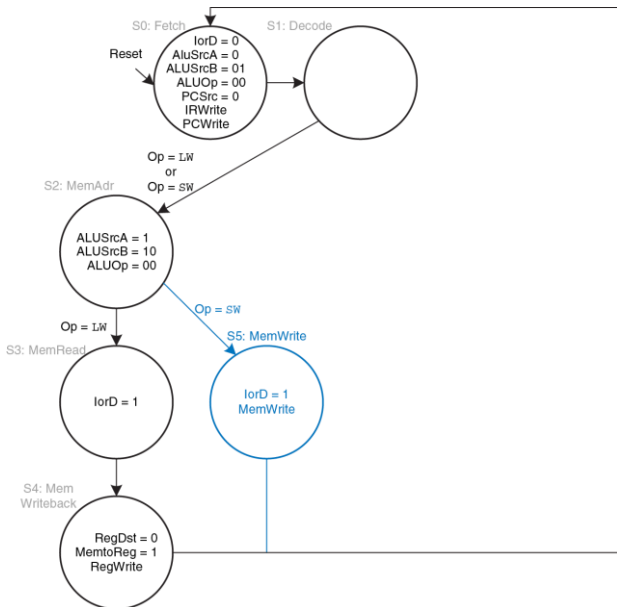 S0: Fetch
S1: Decode
Reset
IorD = 0
AluSrcA = 0
ALUSrcB = 01
ALUOp = 00
PCSrc = 0
IRWrite
PCWrite
Op = LW
or
Op = SW
S2: MemAdr
ALUSrcA = 1
ALUSrcB = 10
ALUOp = 00
Op = SW
Op = LW
S5: MemWrite
S3: MemRead
IorD = 1
IorD = 1
MemWrite
S4: Mem
Writeback
RegDst = 0
MemtoReg = 1
RegWrite